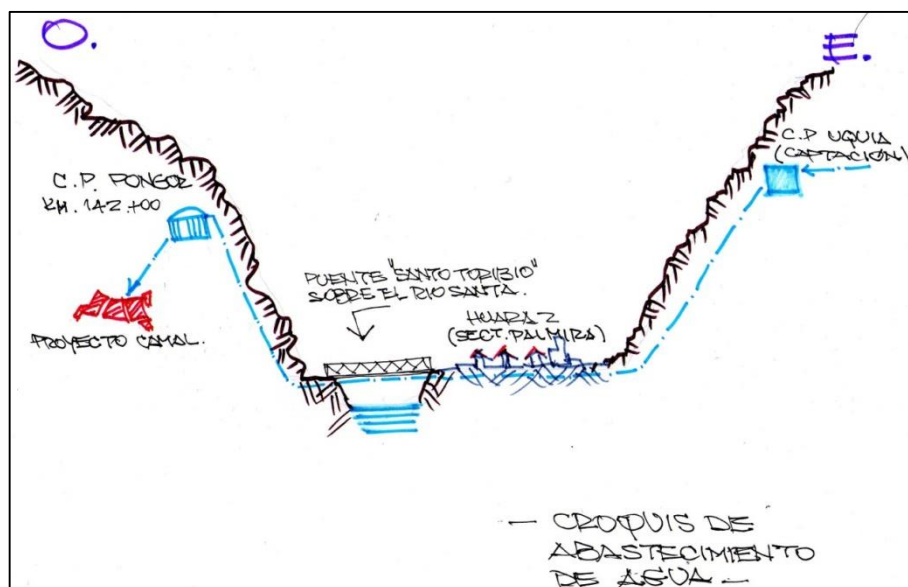 O.
E.
C.P UQUIA
(CAPTACION)
C.P. PONGOR
KM. 142+00
PUENTE "SANTO TORIBIO"
SOBRE EL RIO SANTA.
HUARAZ
(SECT. PALMIRA)
PROYECTO CAMAL.
— CROQUIS DE
ABASTECIMIENTO
DE AGUA —